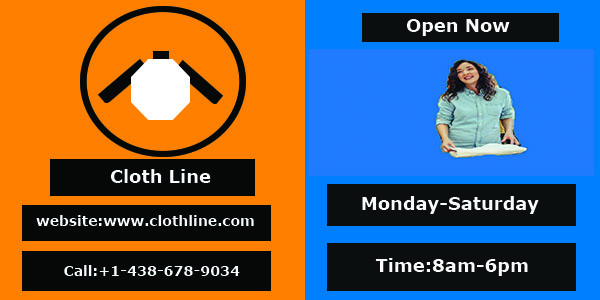 Cloth Line
website:www.clothline.com
Call:+1-438-678-9034
Open Now
Monday-Saturday
Time:8am-6pm